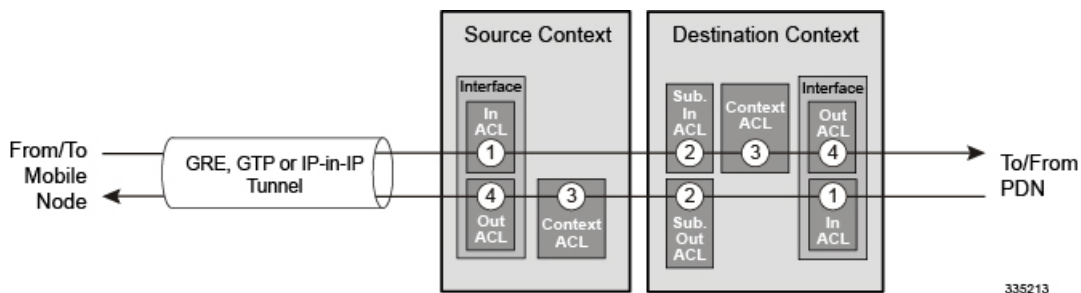 Source Context
Destination Context
Interface
In
ACL
1
4
Out
ACL
3
Context
ACL
Sub.
In
ACL
2
Context
ACL
3
Interface
Out
ACL
4
2
Sub.
Out
ACL
1
In
ACL
From/To
Mobile
Node
GRE, GTP or IP-in-IP
Tunnel
To/From
PDN
335213